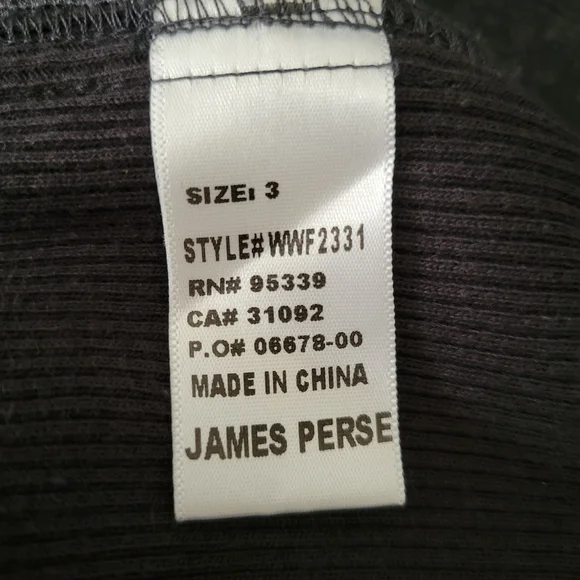 SIZE: 3
STYLE#WWF2331
RN# 95339
CA# 31092
P.O# 06678-00
MADE IN CHINA
JAMES PERSE